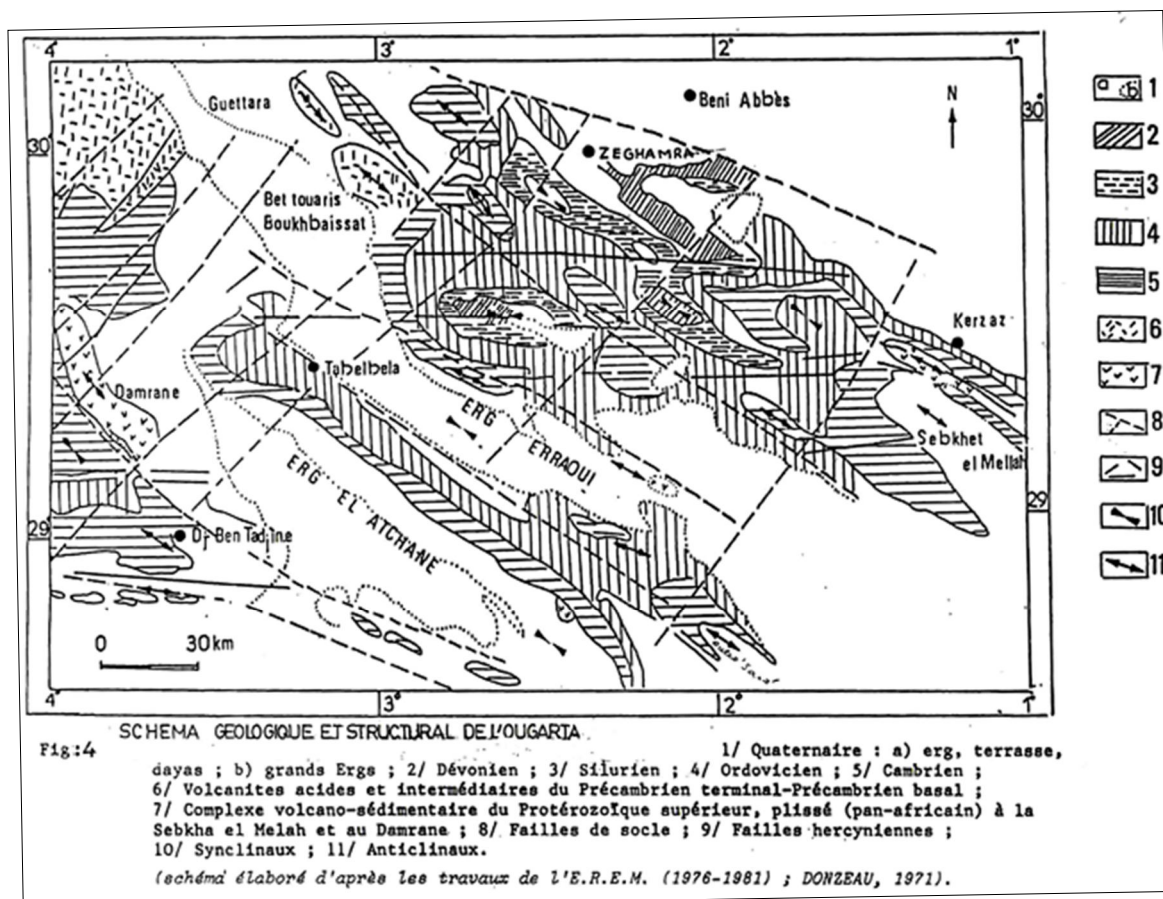 4° 3° 2° 1°
Guettara
Beni Abbès
N
30
30
ZEGHAMRA
Bet touaris
Boukhbaissat
Kerzaz
Tabelbela
Damrane
ERG
ERRAOUI
Sebkhet
el Mellah
ERG EL ATCHANE
29
29
Dj Ben Tadjine
0 30km
4° 3° 2° 1°
a b 1
2
3
4
5
6
7
8
9
10
11
SCHEMA GEOLOGIQUE ET STRUCTURAL DE L'OUGARTA
Fig:4 1/ Quaternaire : a) erg, terrasse,
dayas ; b) grands Ergs ; 2/ Dévonien ; 3/ Silurien ; 4/ Ordovicien ; 5/ Cambrien ;
6/ Volcanites acides et intermédiaires du Précambrien terminal-Précambrien basal ;
7/ Complexe volcano-sédimentaire du Protérozoïque supérieur, plissé (pan-africain) à la
Sebkha el Melah et au Damrane ; 8/ Failles de socle ; 9/ Failles hercyniennes ;
10/ Synclinaux ; 11/ Anticlinaux.
(schéma élaboré d'après les travaux de l'E.R.E.M. (1976-1981) ; DONZEAU, 1971).